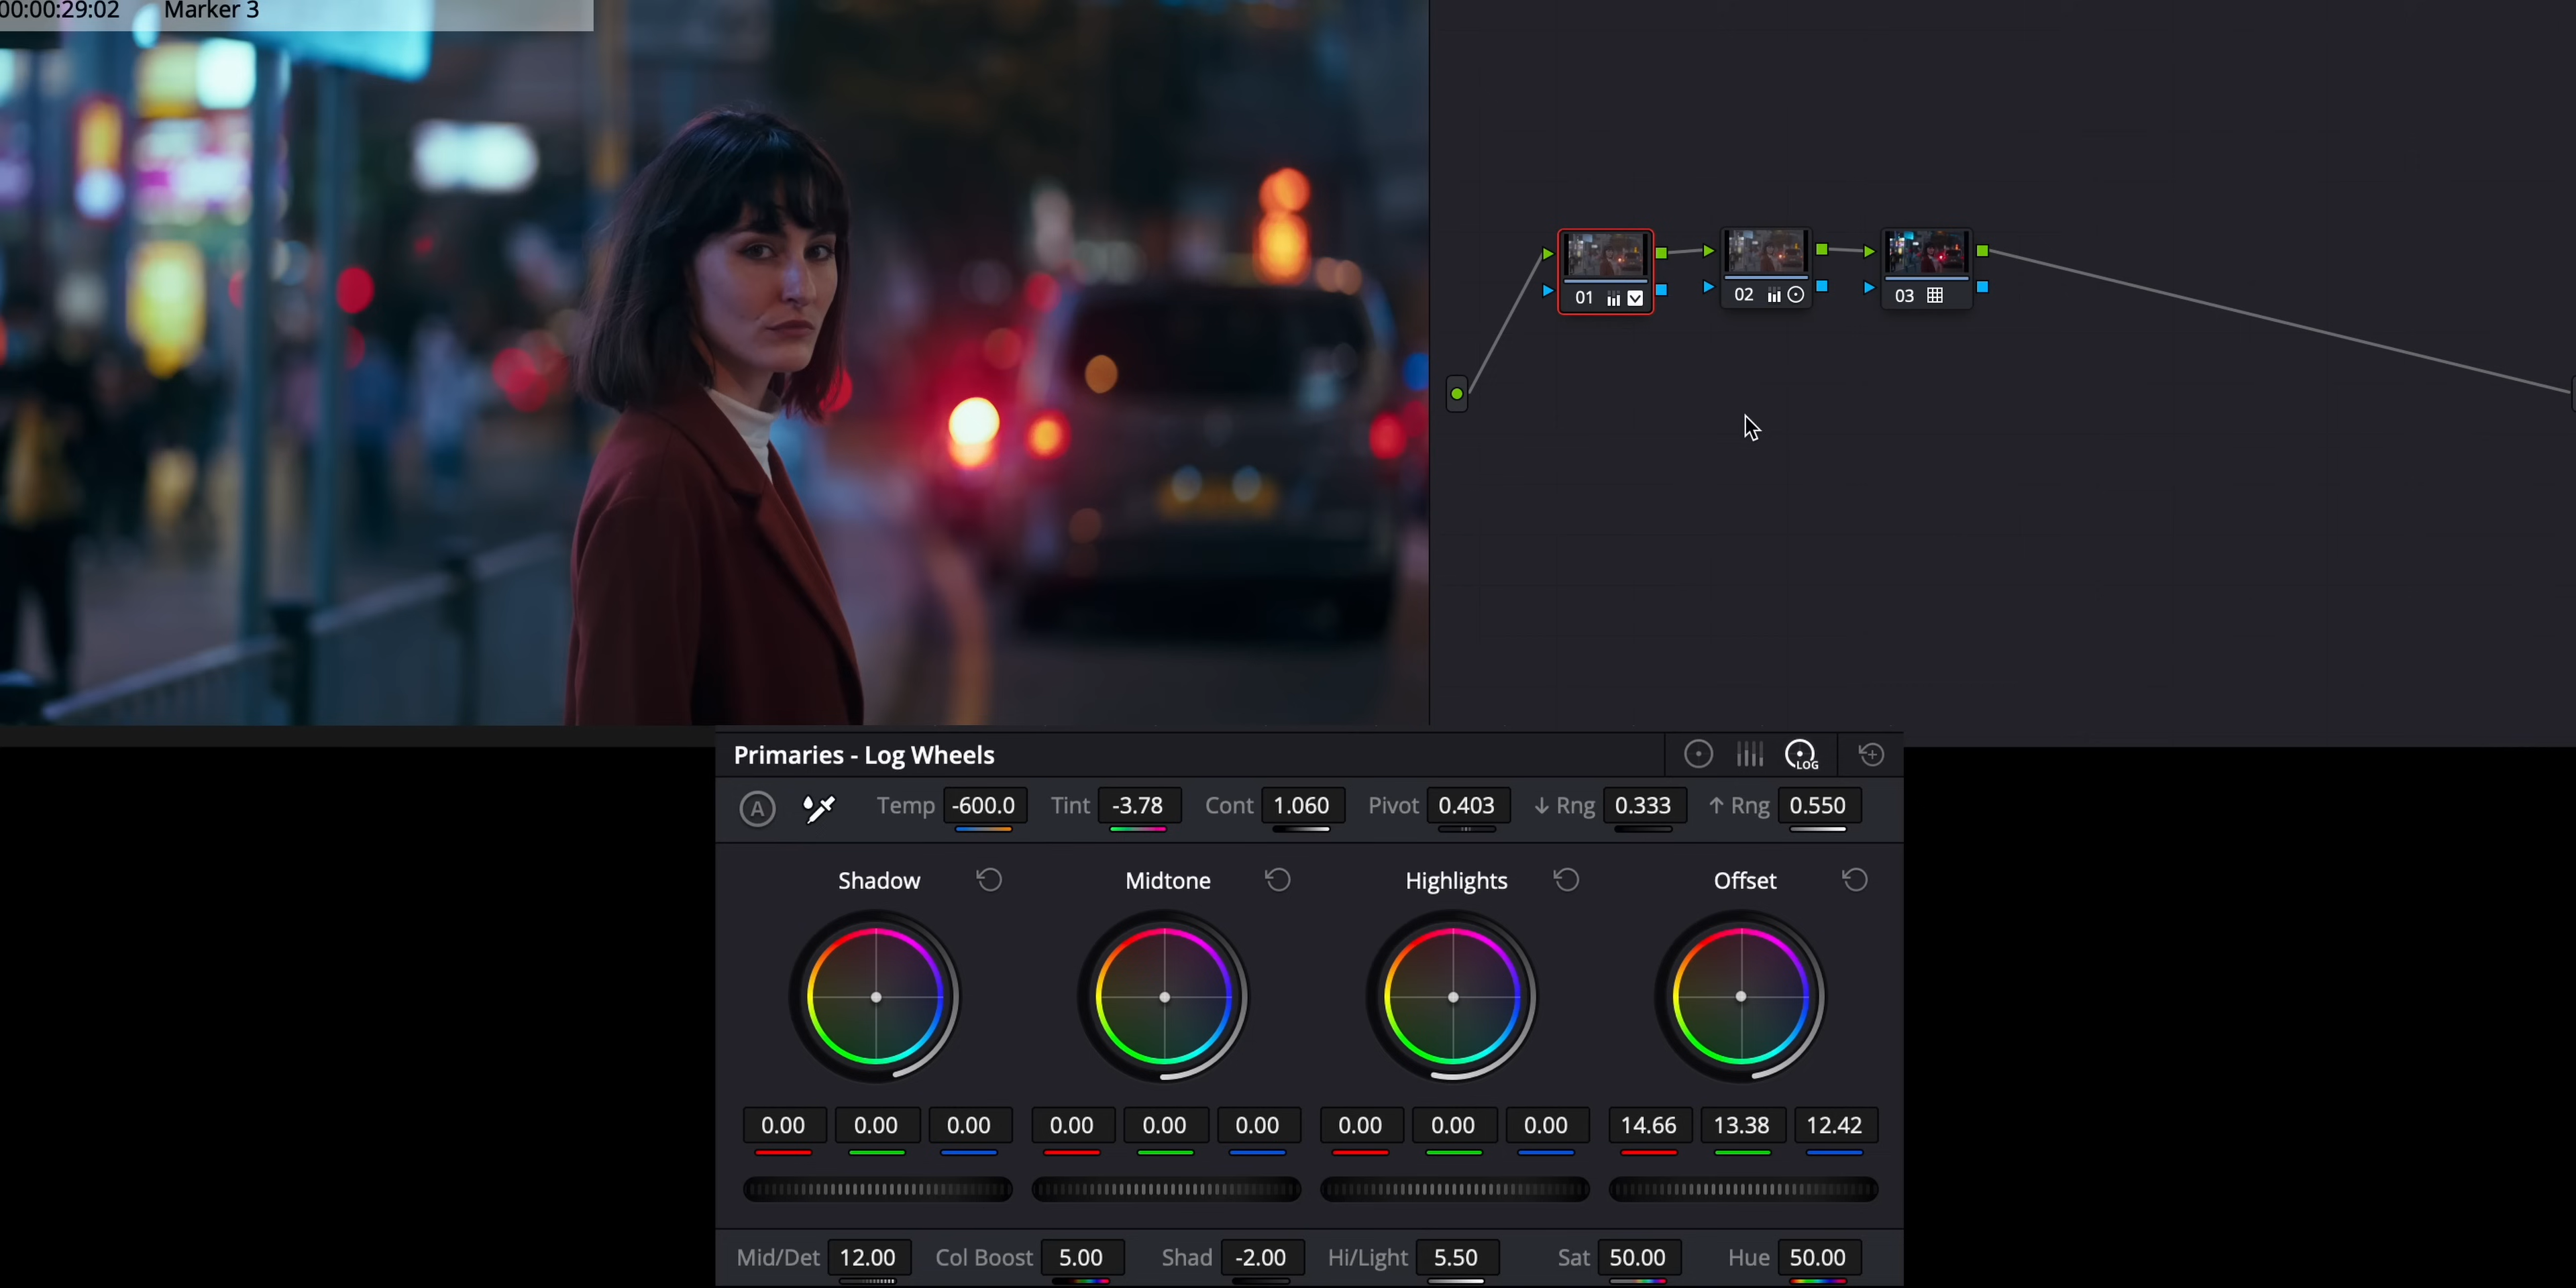 00:00:29:02 Marker 3
01
02
03
Primaries - Log Wheels
LOG
A
Temp -600.0 Tint -3.78 Cont 1.060 Pivot 0.403 ↓ Rng 0.333 ↑ Rng 0.550
Shadow Midtone Highlights Offset
0.00 0.00 0.00 0.00 0.00 0.00 0.00 0.00 0.00 14.66 13.38 12.42
Mid/Det 12.00 Col Boost 5.00 Shad -2.00 Hi/Light 5.50 Sat 50.00 Hue 50.00